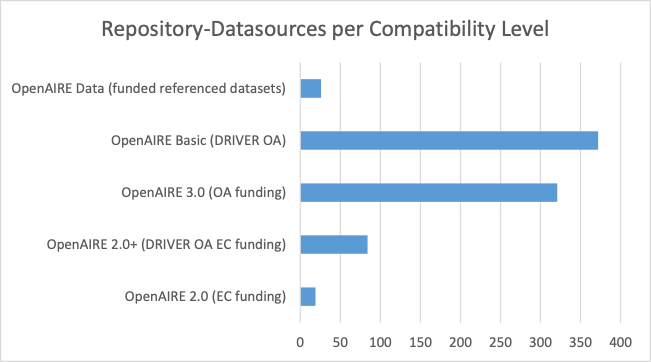 Repository-Datasources per Compatibility Level
OpenAIRE Data (funded referenced datasets)
OpenAIRE Basic (DRIVER OA)
OpenAIRE 3.0 (OA funding)
OpenAIRE 2.0+ (DRIVER OA EC funding)
OpenAIRE 2.0 (EC funding)
0 50 100 150 200 250 300 350 400